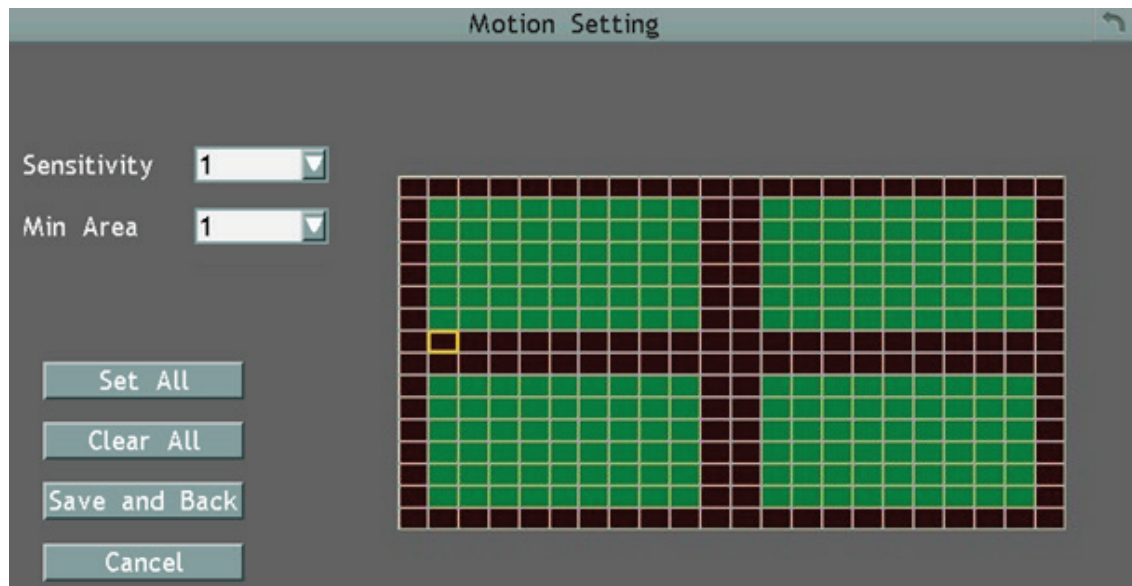 Motion Setting
Sensitivity 1
Min Area 1
Set All
Clear All
Save and Back
Cancel